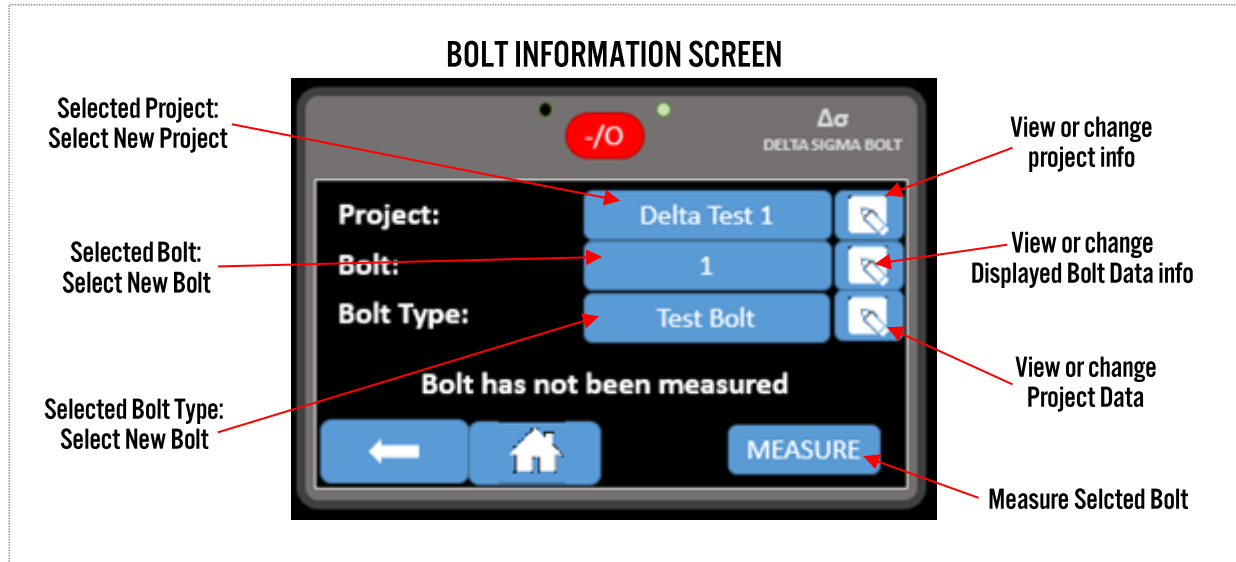 BOLT INFORMATION SCREEN
Selected Project:
Select New Project
-/O
Δσ
DELTA SIGMA BOLT
View or change
project info
Project:
Delta Test 1
Selected Bolt:
Select New Bolt
Bolt:
1
View or change
Displayed Bolt Data info
Bolt Type:
Test Bolt
View or change
Project Data
Bolt has not been measured
Selected Bolt Type:
Select New Bolt
MEASURE
Measure Selcted Bolt